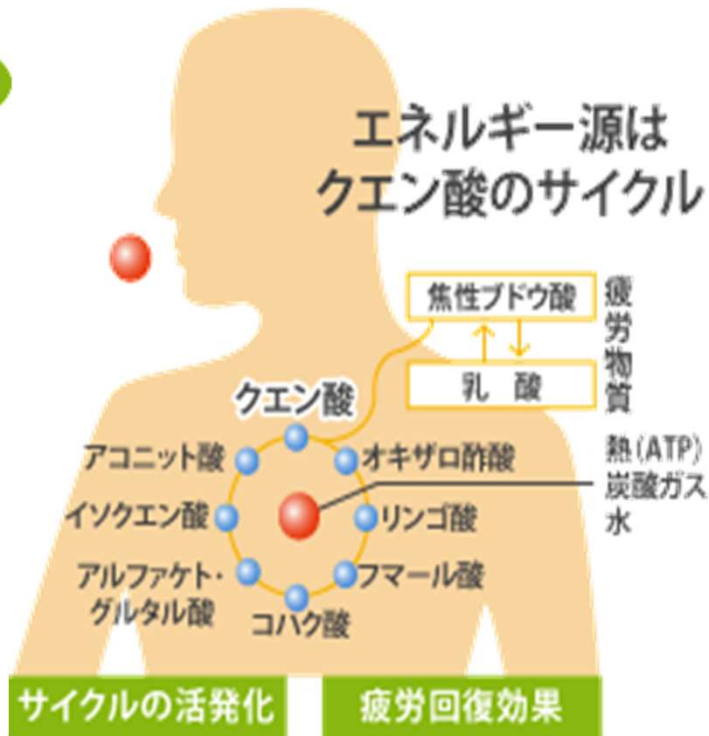 エネルギー源は
クエン酸のサイクル
焦性ブドウ酸
乳 酸
疲労物質
クエン酸
アコニット酸
オキザロ酢酸
熱(ATP)
炭酸ガス
水
イソクエン酸
リンゴ酸
アルファケト・
グルタル酸
フマール酸
コハク酸
サイクルの活発化
疲労回復効果